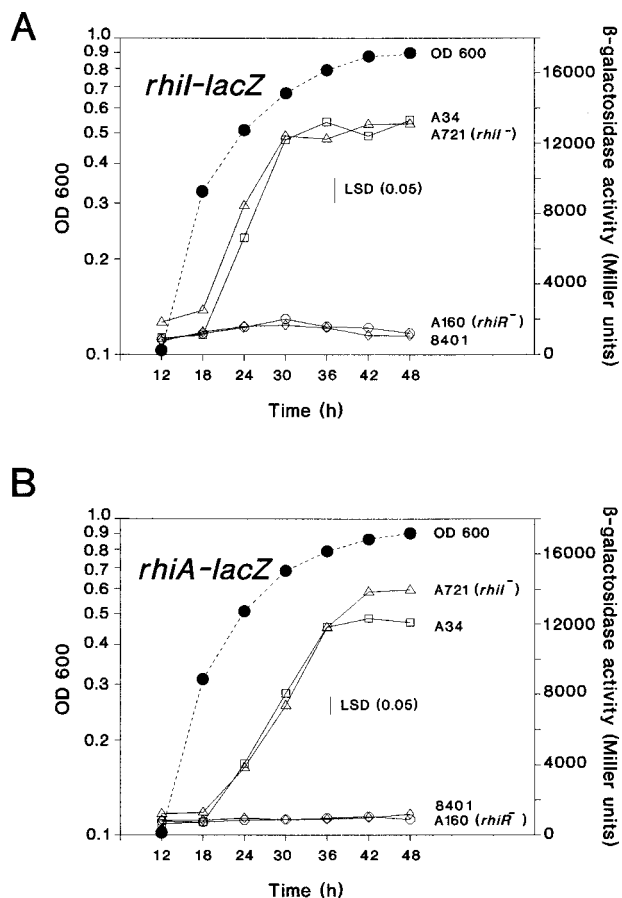 A
rhiI-lacZ
OD 600
1.0
0.9
0.8
0.7
0.6
0.5
0.4
0.3
0.2
0.1
OD 600
A34
A721 (rhiI⁻)
LSD (0.05)
A160 (rhiR⁻)
8401
16000
12000
8000
4000
0
β-galactosidase activity (Miller units)
12 18 24 30 36 42 48
Time (h)
B
rhiA-lacZ
OD 600
1.0
0.9
0.8
0.7
0.6
0.5
0.4
0.3
0.2
0.1
OD 600
A721 (rhiI⁻)
A34
LSD (0.05)
8401
A160 (rhiR⁻)
16000
12000
8000
4000
0
β-galactosidase activity (Miller units)
12 18 24 30 36 42 48
Time (h)